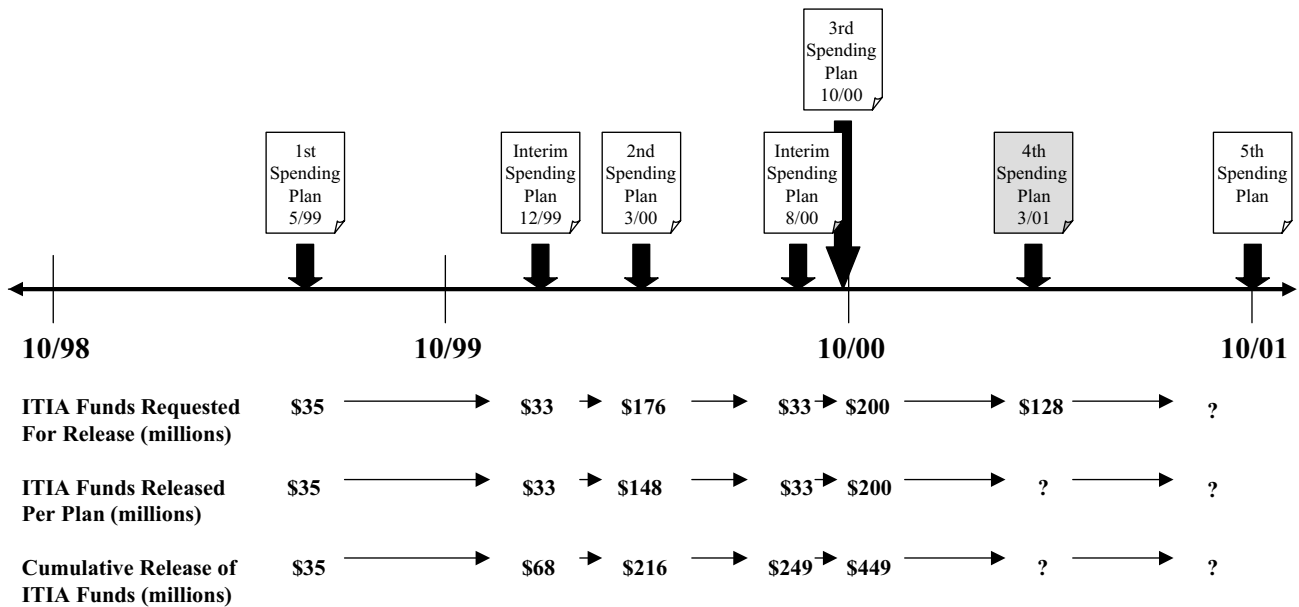 3rd
Spending
Plan
10/00
1st
Spending
Plan
5/99
Interim
Spending
Plan
12/99
2nd
Spending
Plan
3/00
Interim
Spending
Plan
8/00
4th
Spending
Plan
3/01
5th
Spending
Plan
10/98 10/99 10/00 10/01
ITIA Funds Requested $35 $33 $176 $33 $200 $128 ?
For Release (millions)
ITIA Funds Released $35 $33 $148 $33 $200 ? ?
Per Plan (millions)
Cumulative Release of $35 $68 $216 $249 $449 ? ?
ITIA Funds (millions)